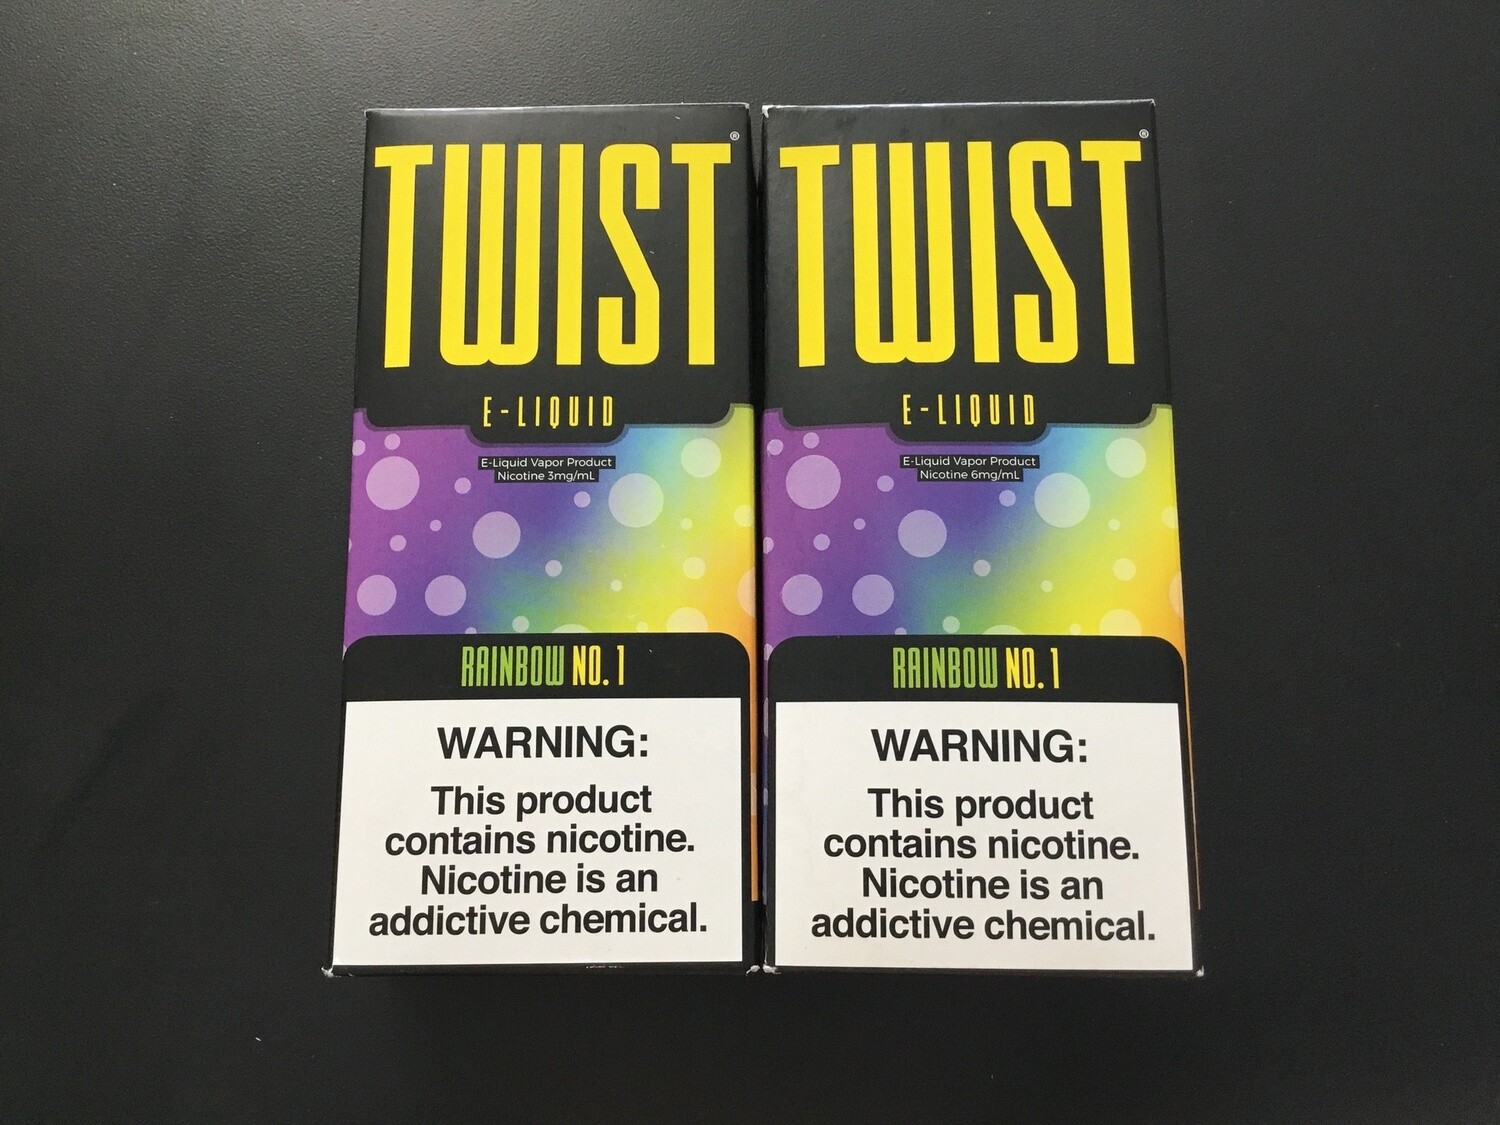 TWIST®
E-LIQUID
E-Liquid Vapor Product
Nicotine 3mg/mL
RAINBOW NO. 1
WARNING:
This product
contains nicotine.
Nicotine is an
addictive chemical.
TWIST®
E-LIQUID
E-Liquid Vapor Product
Nicotine 6mg/mL
RAINBOW NO. 1
WARNING:
This product
contains nicotine.
Nicotine is an
addictive chemical.